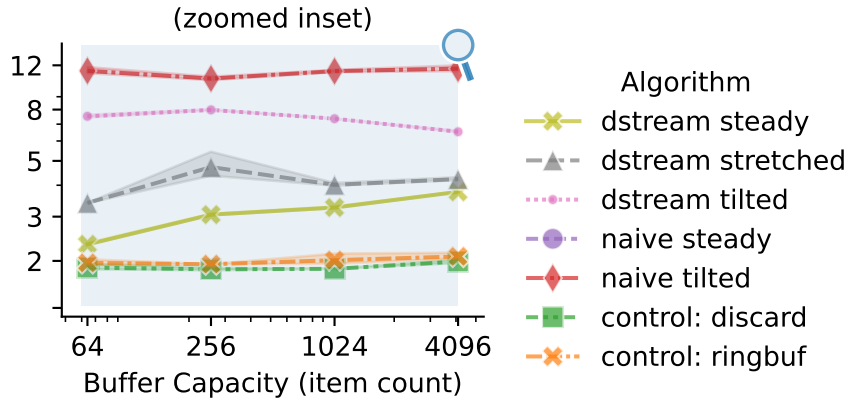 (zoomed inset)
12
8
5
3
2
64 256 1024 4096
Buffer Capacity (item count)
Algorithm
dstream steady
dstream stretched
dstream tilted
naive steady
naive tilted
control: discard
control: ringbuf